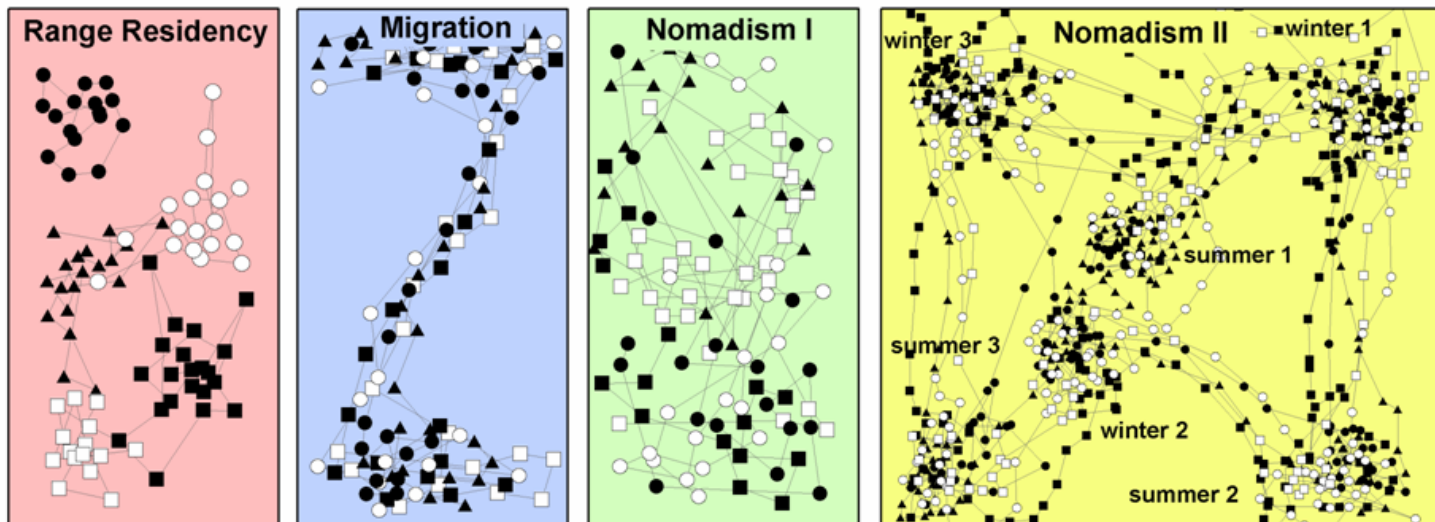 Range Residency
Migration
Nomadism I
Nomadism II
winter 3
winter 1
summer 1
summer 3
winter 2
summer 2